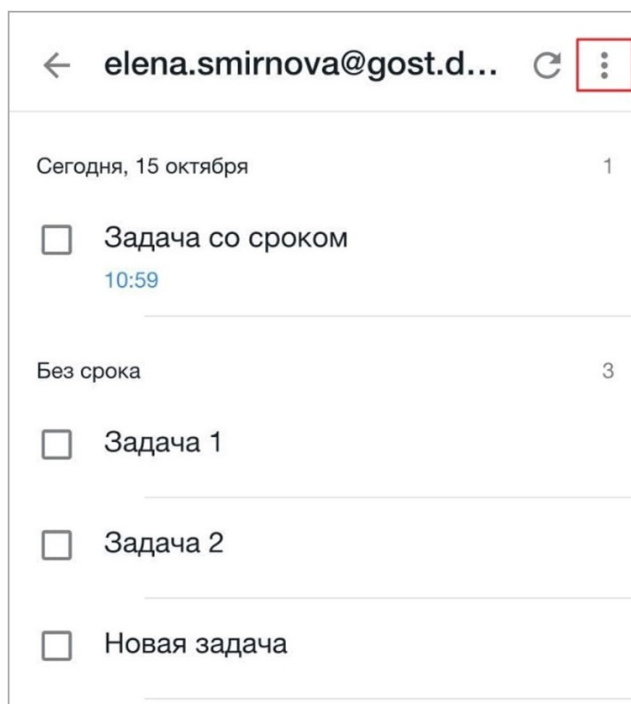 elena.smirnova@gost.d...
Сегодня, 15 октября 1
Задача со сроком
10:59
Без срока 3
Задача 1
Задача 2
Новая задача